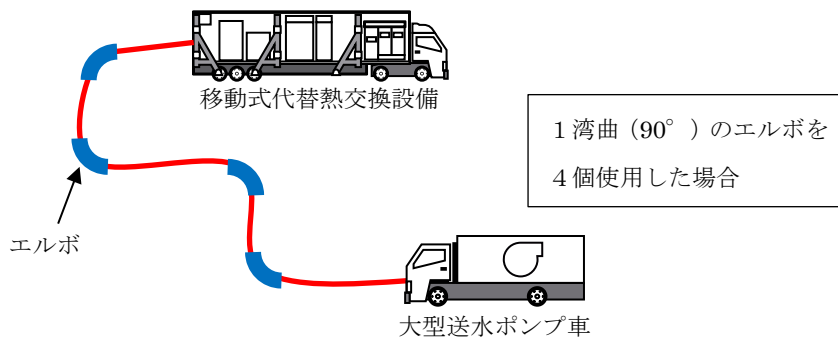 移動式代替熱交換設備
1湾曲(90°)のエルボを
4個使用した場合
エルボ
大型送水ポンプ車